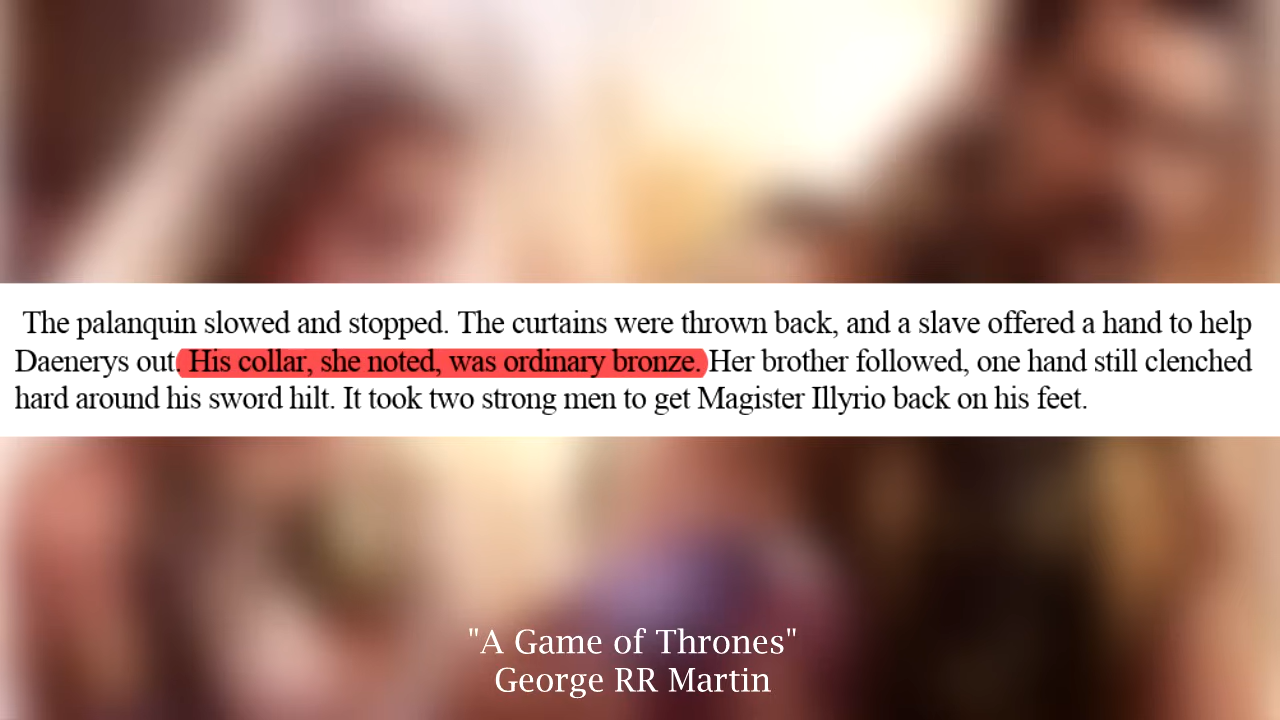 The palanquin slowed and stopped. The curtains were thrown back, and a slave offered a hand to help
Daenerys out. His collar, she noted, was ordinary bronze. Her brother followed, one hand still clenched
hard around his sword hilt. It took two strong men to get Magister Illyrio back on his feet.
"A Game of Thrones"
George RR Martin